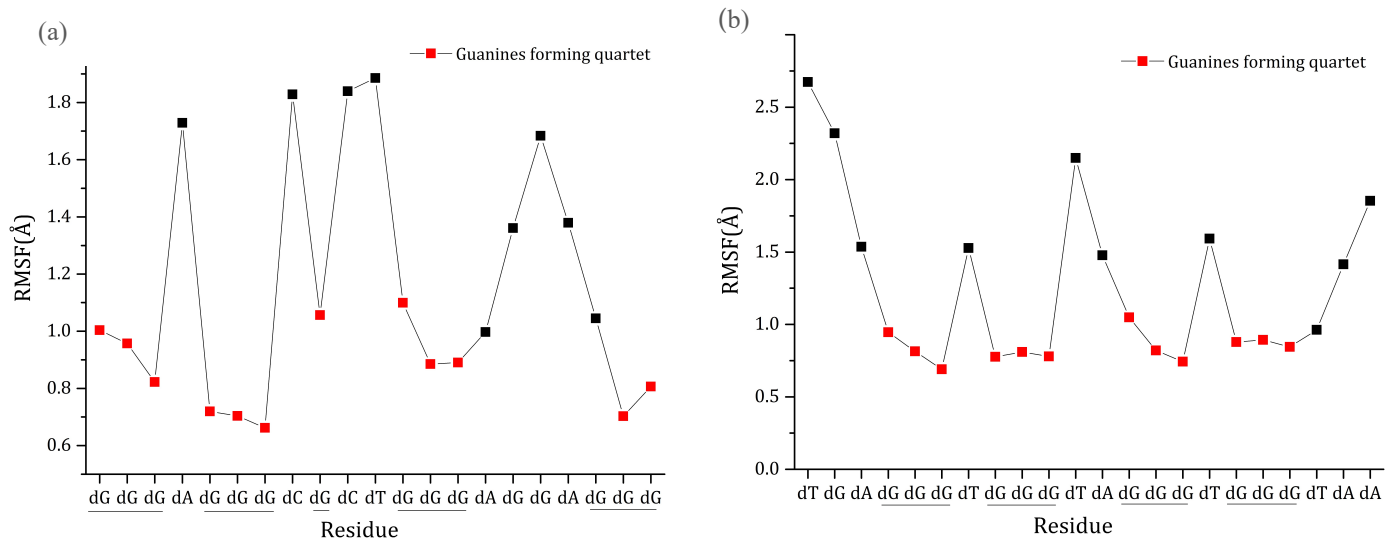 (a)
Guanines forming quartet
RMSF(Å)
1.8
1.6
1.4
1.2
1.0
0.8
0.6
dG dG dG dA dG dG dG dC dG dC dT dG dG dG dA dG dG dA dG dG dG
Residue
(b)
Guanines forming quartet
RMSF(Å)
2.5
2.0
1.5
1.0
0.5
0.0
dT dG dA dG dG dG dT dG dG dG dT dA dG dG dG dT dG dG dG dT dA dA
Residue